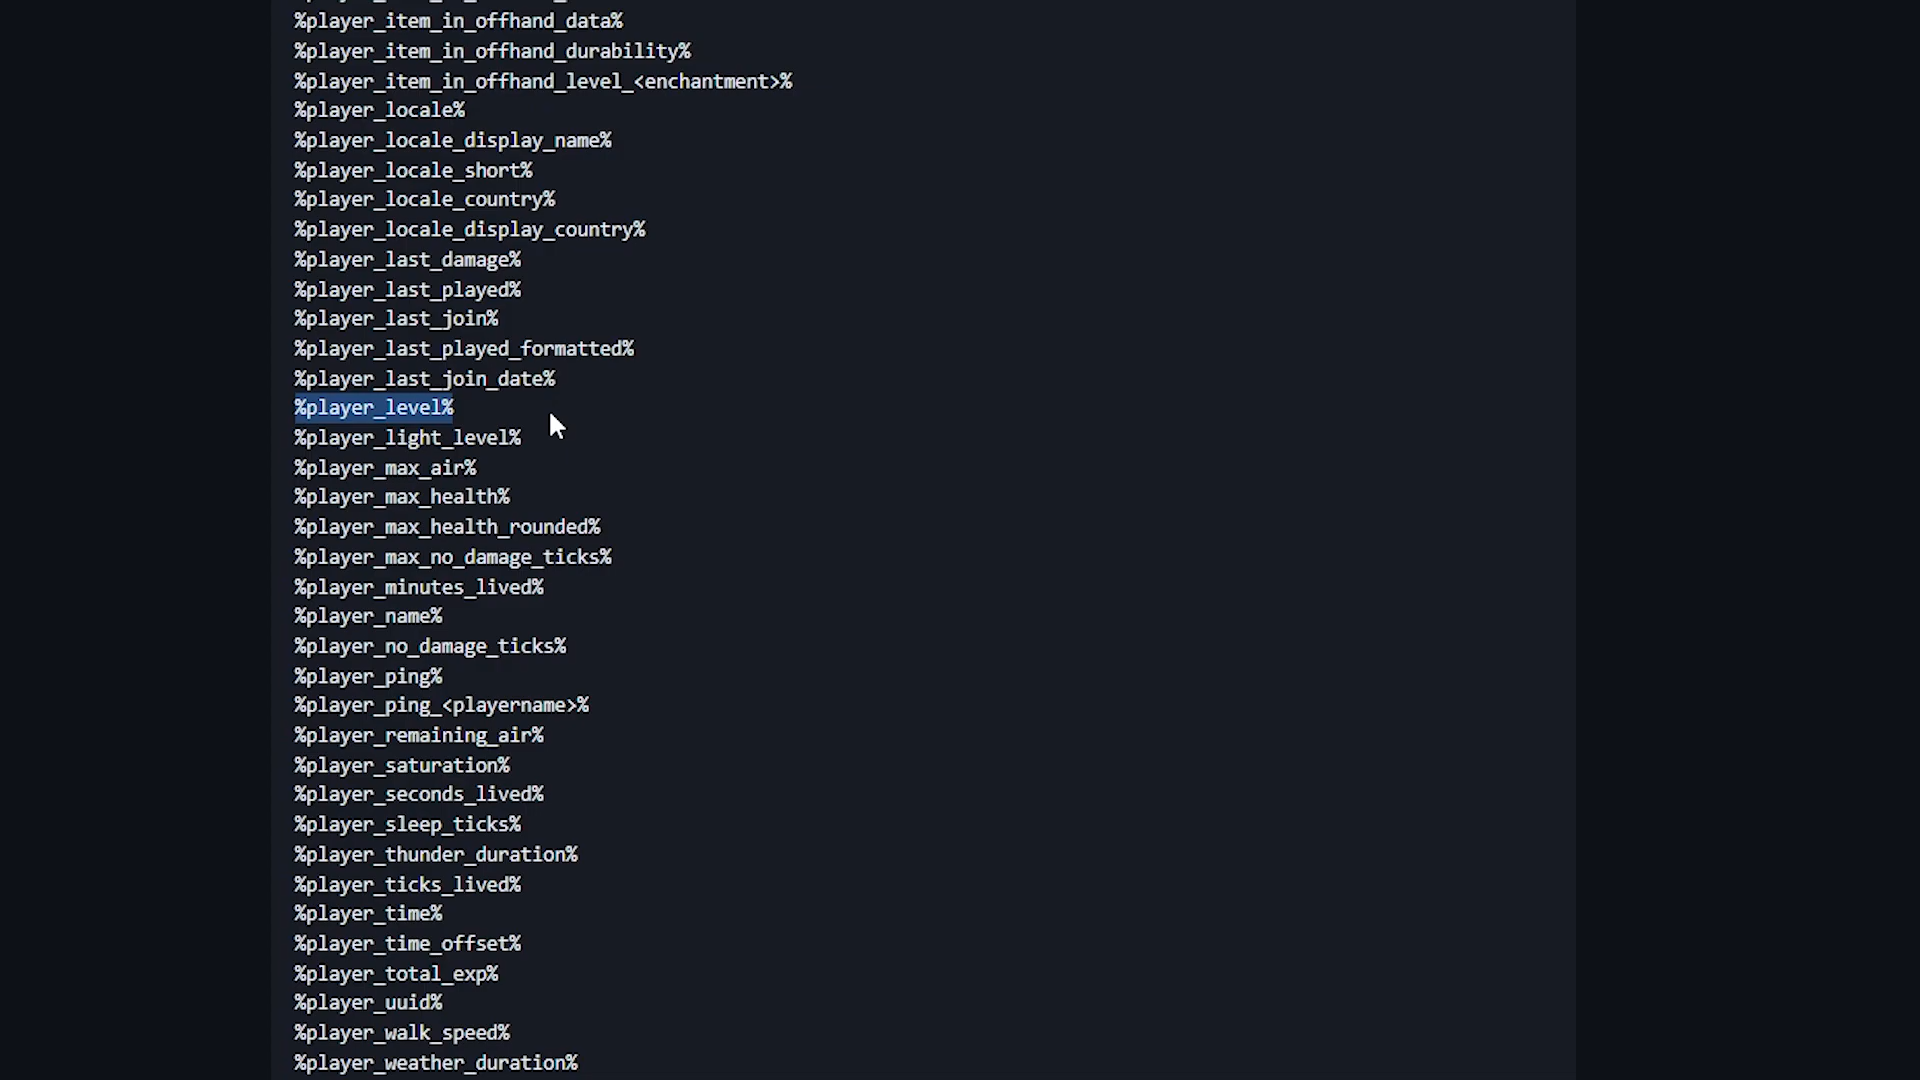 %player_item_in_offhand_data%
%player_item_in_offhand_durability%
%player_item_in_offhand_level_<enchantment>%
%player_locale%
%player_locale_display_name%
%player_locale_short%
%player_locale_country%
%player_locale_display_country%
%player_last_damage%
%player_last_played%
%player_last_join%
%player_last_played_formatted%
%player_last_join_date%
%player_level%
%player_light_level%
%player_max_air%
%player_max_health%
%player_max_health_rounded%
%player_max_no_damage_ticks%
%player_minutes_lived%
%player_name%
%player_no_damage_ticks%
%player_ping%
%player_ping_<playername>%
%player_remaining_air%
%player_saturation%
%player_seconds_lived%
%player_sleep_ticks%
%player_thunder_duration%
%player_ticks_lived%
%player_time%
%player_time_offset%
%player_total_exp%
%player_uuid%
%player_walk_speed%
%player_weather_duration%